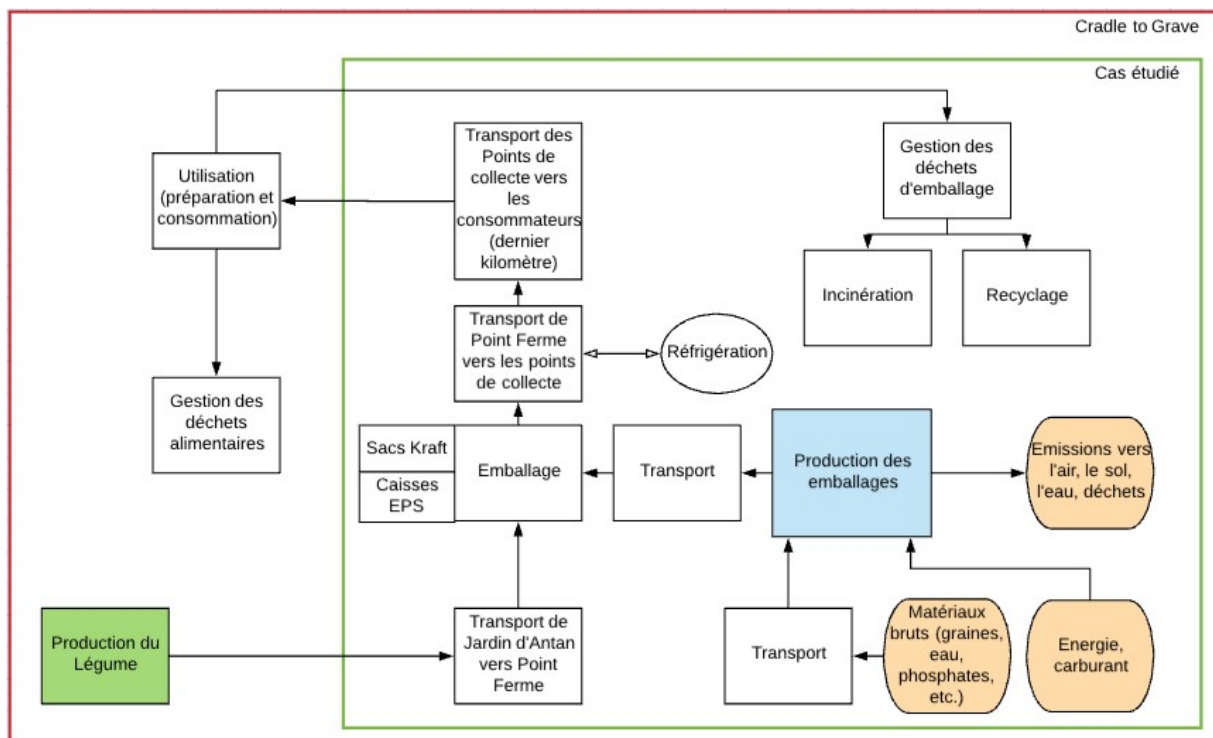 Cradle to Grave
Cas étudié
Transport des
Points de
collecte vers
les
consommateurs
(dernier
kilomètre)
Gestion des
déchets
d'emballage
Utilisation
(préparation et
consommation)
Incinération
Recyclage
Transport de
Point Ferme
vers les points
de collecte
Réfrigération
Gestion des
déchets
alimentaires
Sacs Kraft
Caisses
EPS
Emballage
Transport
Production des
emballages
Emissions vers
l'air, le sol,
l'eau, déchets
Production du
Légume
Transport de
Jardin d'Antan
vers Point
Ferme
Transport
Matériaux
bruts (graines,
eau,
phosphates,
etc.)
Energie,
carburant